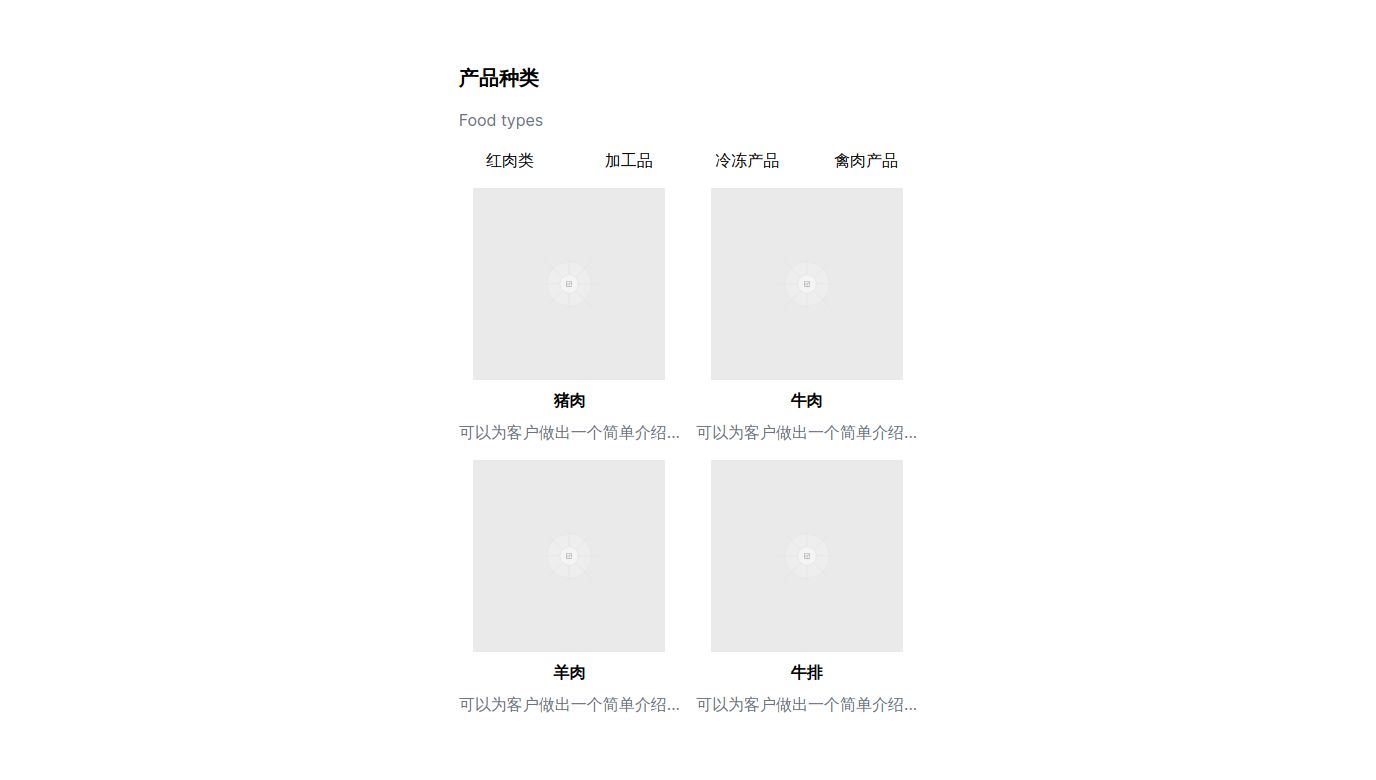 产品种类
Food types
红肉类 加工品 冷冻产品 禽肉产品
猪肉 牛肉
可以为客户做出一个简单介绍... 可以为客户做出一个简单介绍...
羊肉 牛排
可以为客户做出一个简单介绍... 可以为客户做出一个简单介绍...